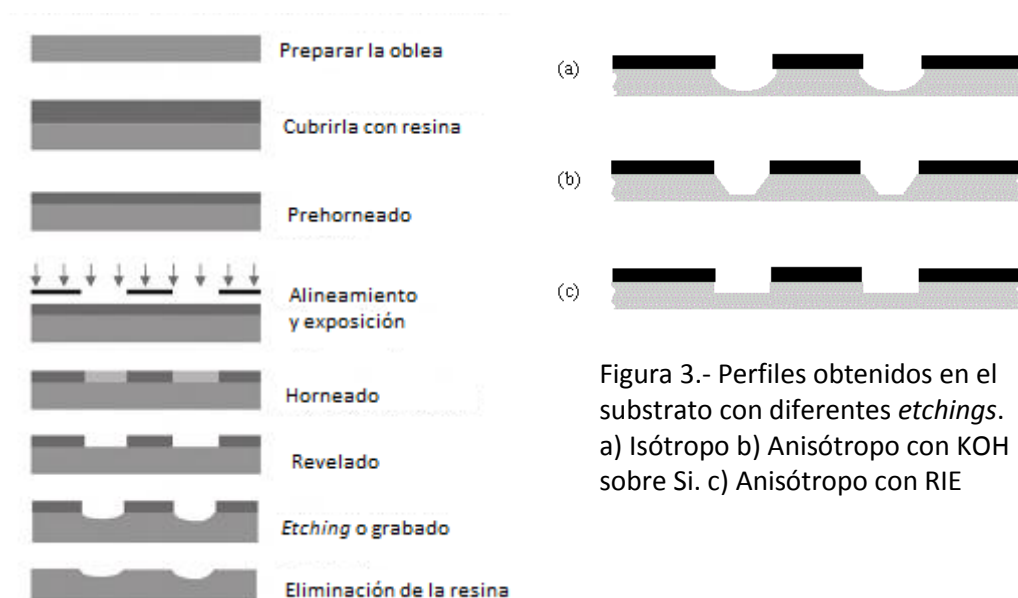 Preparar la oblea
Cubrirla con resina
Prehorneado
Alineamiento
y exposición
Horneado
Revelado
Etching o grabado
Eliminación de la resina
(a)
(b)
(c)
Figura 3.- Perfiles obtenidos en el
substrato con diferentes etchings.
a) Isótropo b) Anisótropo con KOH
sobre Si. c) Anisótropo con RIE